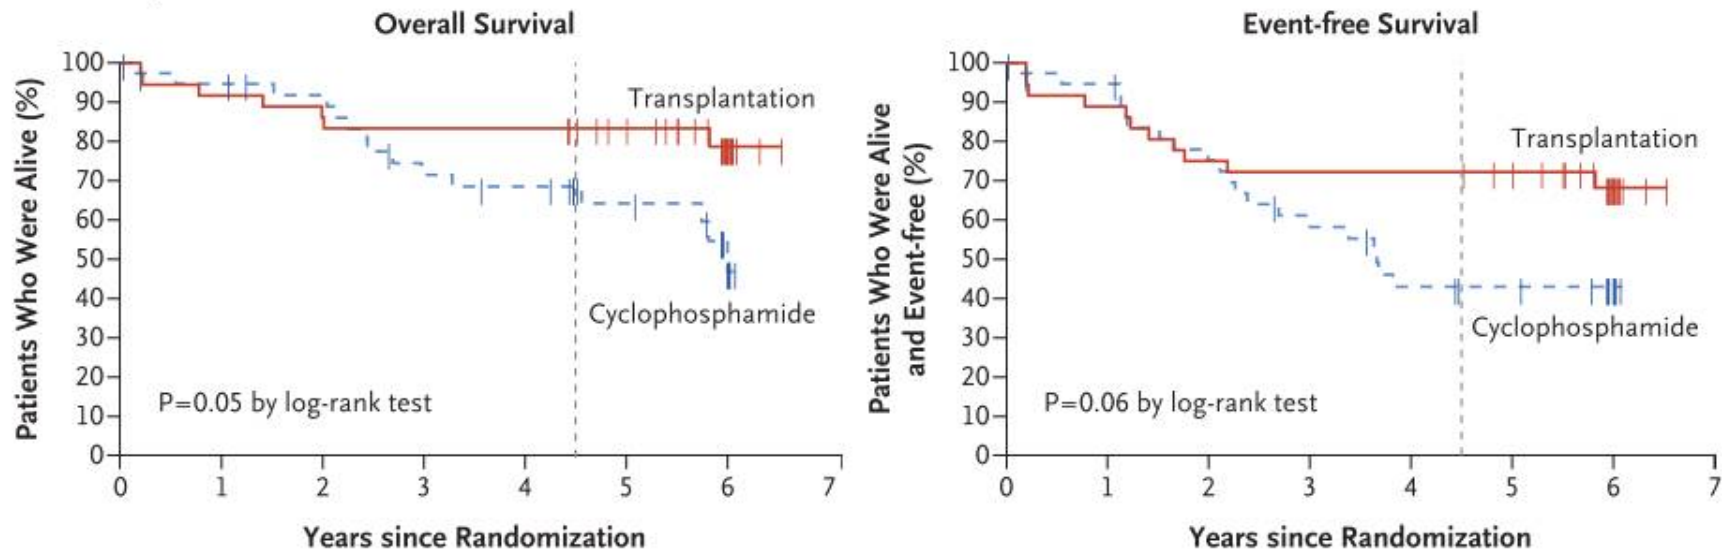 Overall Survival
Patients Who Were Alive (%)
100
90
80
70
60
50
40
30
20
10
0
Transplantation
Cyclophosphamide
P=0.05 by log-rank test
0 1 2 3 4 5 6 7
Years since Randomization
Event-free Survival
Patients Who Were Alive
and Event-free (%)
100
90
80
70
60
50
40
30
20
10
0
Transplantation
Cyclophosphamide
P=0.06 by log-rank test
0 1 2 3 4 5 6 7
Years since Randomization